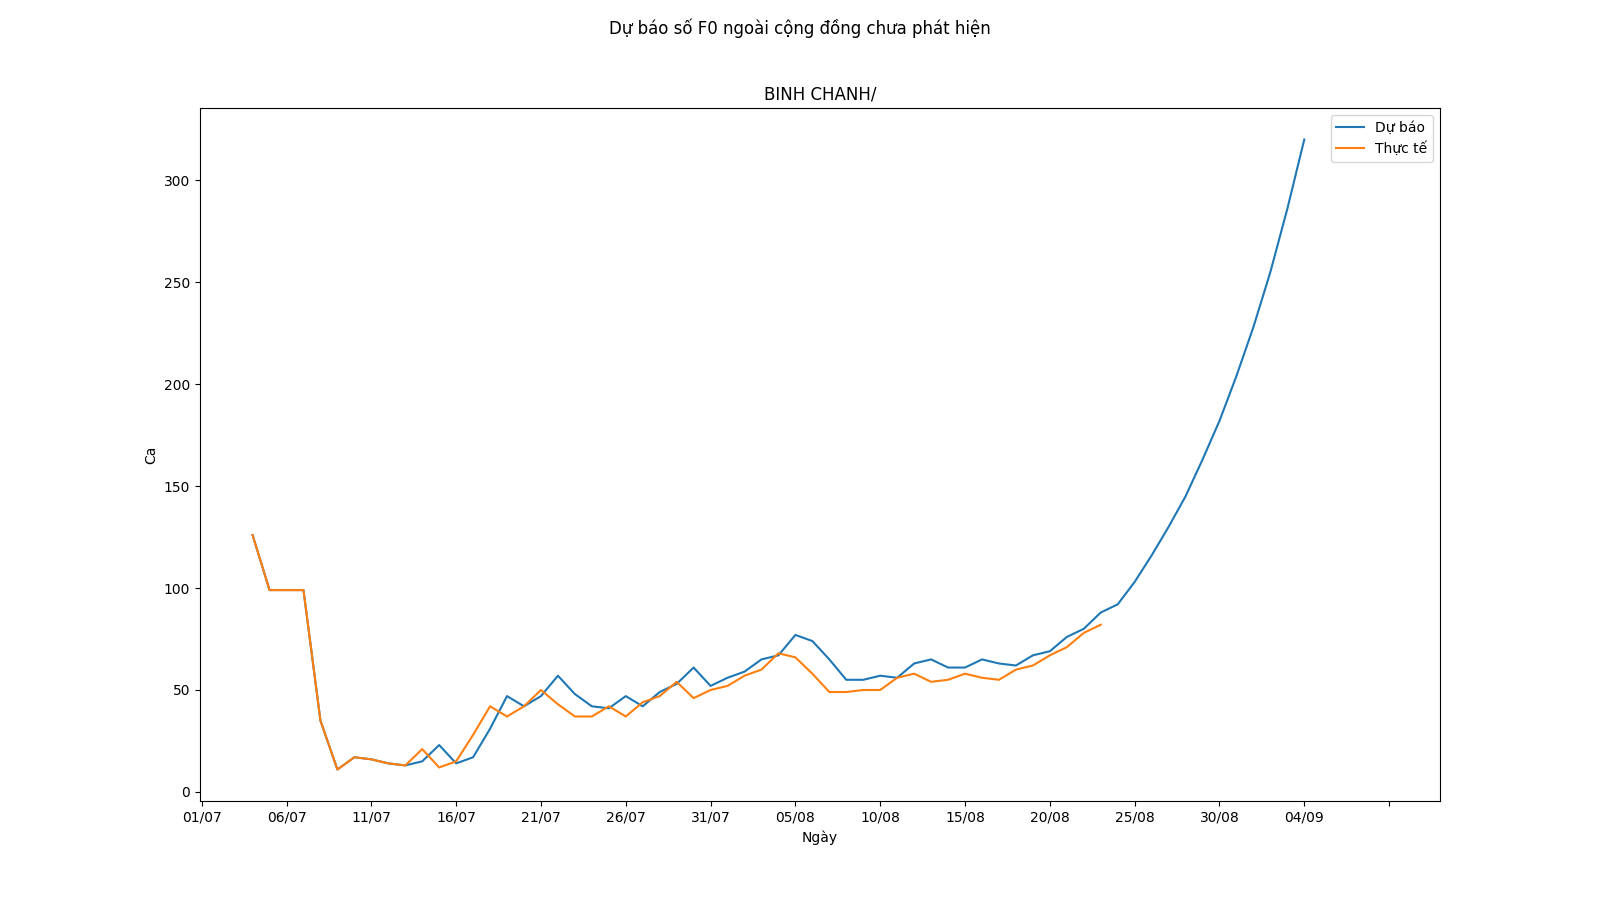 Dự báo số F0 ngoài cộng đồng chưa phát hiện
BINH CHANH/
Dự báo
Thực tế
300
250
200
150
100
50
0
Ca
01/07 06/07 11/07 16/07 21/07 26/07 31/07 05/08 10/08 15/08 20/08 25/08 30/08 04/09
Ngày